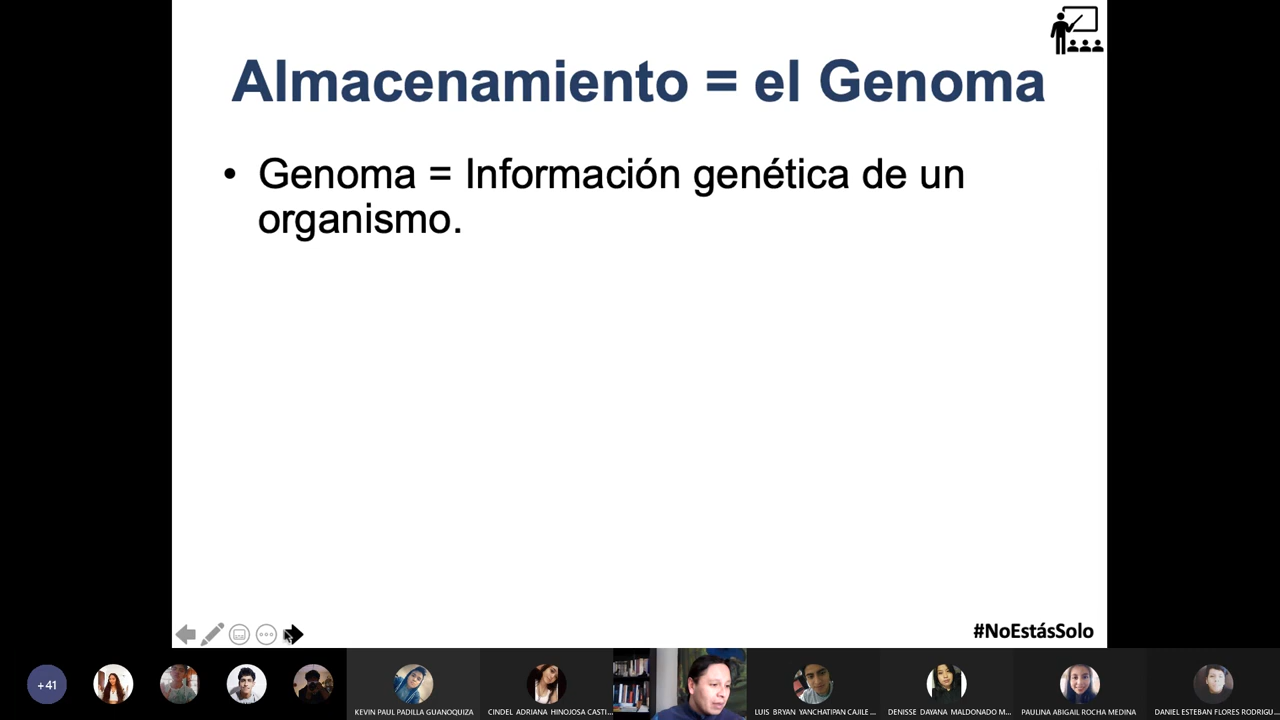 Almacenamiento = el Genoma
• Genoma = Información genética de un
organismo.
#NoEstásSolo
+41
KEVIN PAUL PADILLA GUANOQUIZA
CINDEL ADRIANA HINOJOSA CASTI...
LUIS BRYAN YANCHATIPAN CAJILE...
DENISSE DAYANA MALDONADO M...
PAULINA ABIGAIL ROCHA MEDINA
DANIEL ESTEBAN FLORES RODRIGU